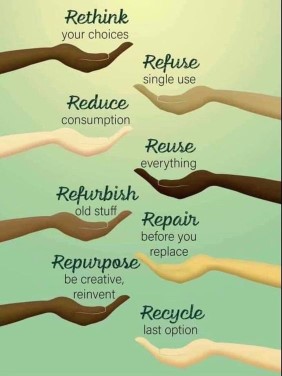 Rethink
your choices
Refuse
single use
Reduce
consumption
Reuse
everything
Refurbish
old stuff
Repair
before you
replace
Repurpose
be creative,
reinvent
Recycle
last option